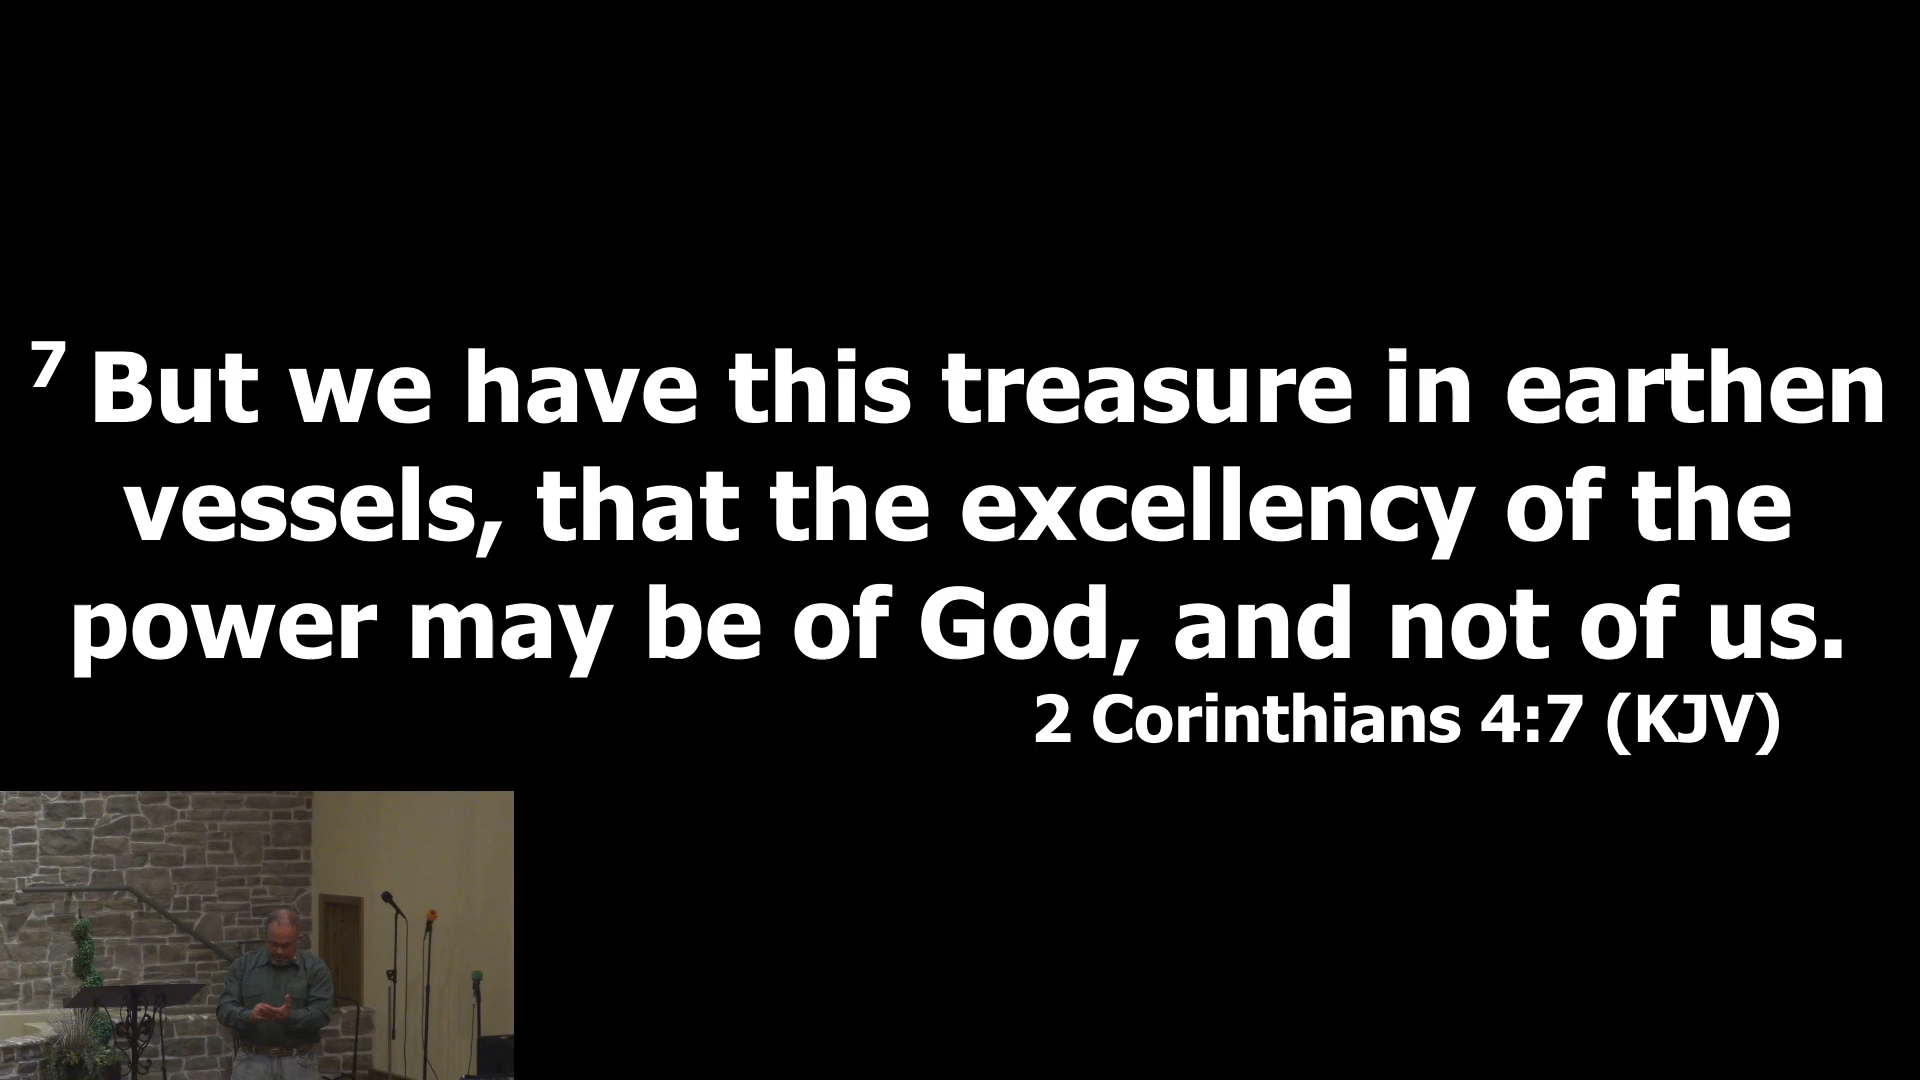 7 But we have this treasure in earthen
vessels, that the excellency of the
power may be of God, and not of us.
2 Corinthians 4:7 (KJV)